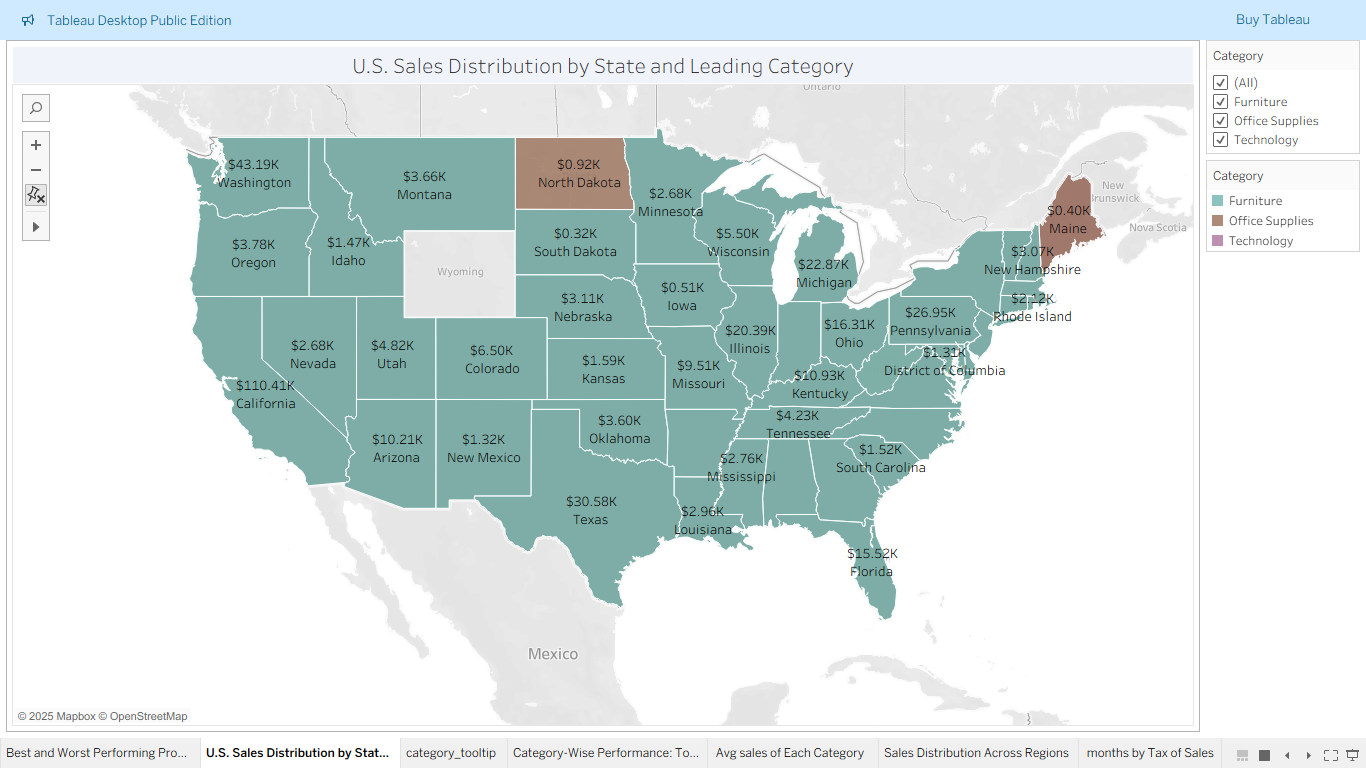 Tableau Desktop Public Edition
Buy Tableau
U.S. Sales Distribution by State and Leading Category
Category
(All)
Furniture
Office Supplies
Technology
Category
Furniture
Office Supplies
Technology
Ontario
New
Brunswick
Nova Scotia
$43.19K
Washington
$3.66K
Montana
$0.92K
North Dakota
$2.68K
Minnesota
$0.40K
Maine
$3.78K
Oregon
$1.47K
Idaho
Wyoming
$0.32K
South Dakota
$5.50K
Wisconsin
$22.87K
Michigan
$3.07K
New Hampshire
$3.11K
Nebraska
$0.51K
Iowa
$2.12K
Rhode Island
$2.68K
Nevada
$4.82K
Utah
$6.50K
Colorado
$1.59K
Kansas
$9.51K
Missouri
$20.39K
Illinois
$16.31K
Ohio
$26.95K
Pennsylvania
$1.31K
District of Columbia
$110.41K
California
$10.93K
Kentucky
$10.21K
Arizona
$1.32K
New Mexico
$3.60K
Oklahoma
$4.23K
Tennessee
$2.76K
Mississippi
$1.52K
South Carolina
$30.58K
Texas
$2.96K
Louisiana
$15.52K
Florida
Mexico
© 2025 Mapbox © OpenStreetMap
Best and Worst Performing Pro...
U.S. Sales Distribution by Stat...
category_tooltip
Category-Wise Performance: To...
Avg sales of Each Category
Sales Distribution Across Regions
months by Tax of Sales